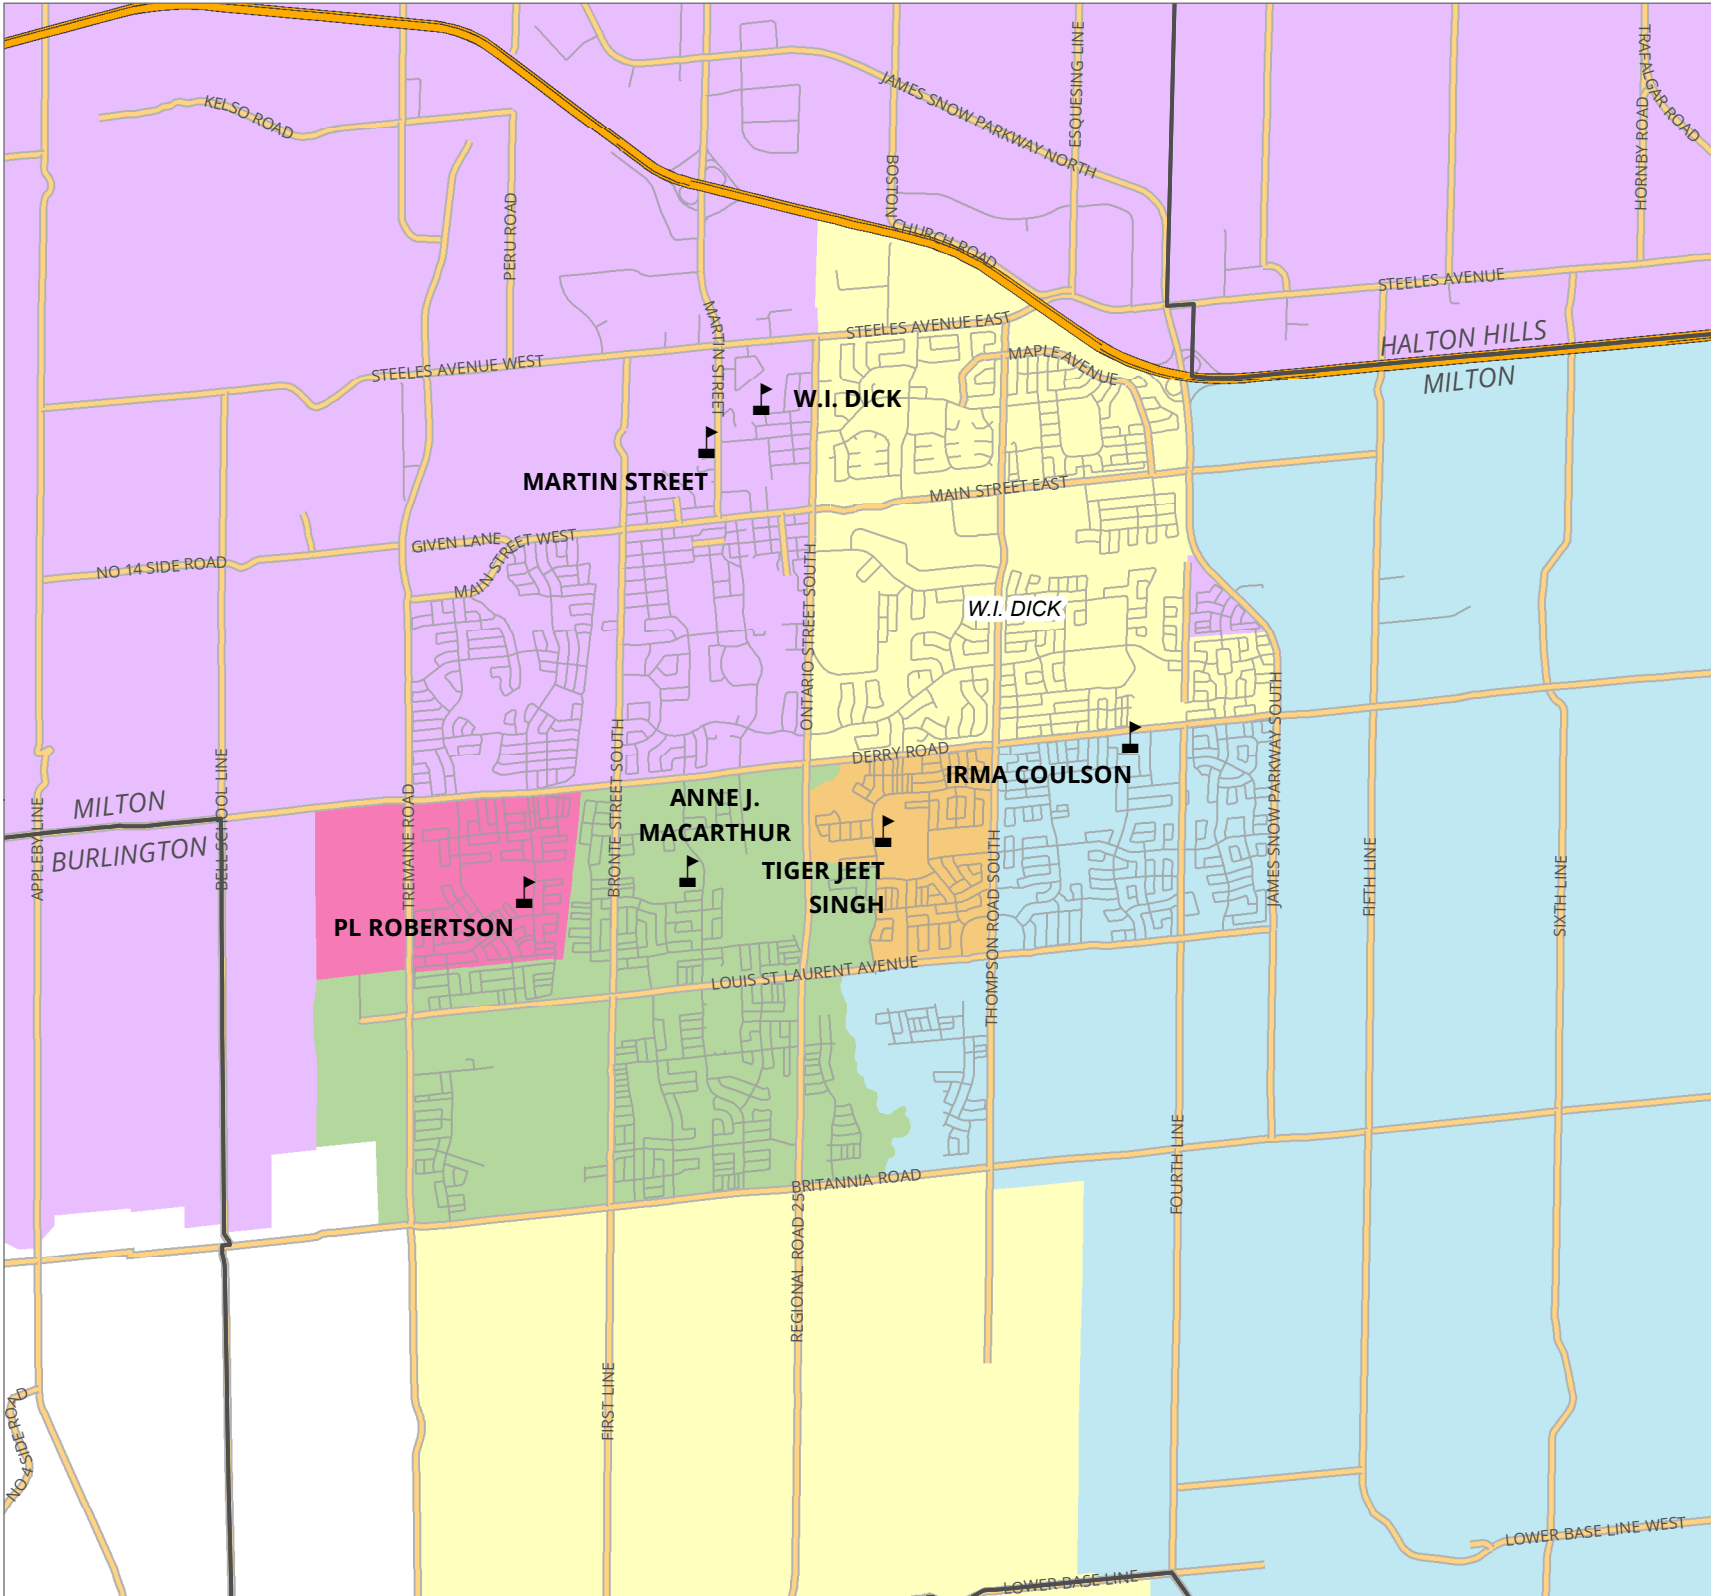 JAMES SNOW PARKWAY NORTH
ESQUESING LINE
TRAFALGAR ROAD
HORNBY ROAD
KELSO ROAD
PERU ROAD
BOSTON
CHURCH ROAD
STEELES AVENUE
MARTIN STREET
STEELES AVENUE EAST
HALTON HILLS
MILTON
STEELES AVENUE WEST
MAPLE AVENUE
W.I. DICK
MARTIN STREET
MAIN STREET EAST
GIVEN LANE
MAIN STREET WEST
NO 14 SIDE ROAD
ONTARIO STREET SOUTH
W.I. DICK
JAMES SNOW PARKWAY SOUTH
DERRY ROAD
IRMA COULSON
BRONTE STREET SOUTH
BELL SCHOOL LINE
TREMAINE ROAD
APPLEBY LINE
MILTON
BURLINGTON
ANNE J.
MACARTHUR
TIGER JEET
SINGH
PL ROBERTSON
THOMPSON ROAD SOUTH
FIFTH LINE
SIXTH LINE
LOUIS ST LAURENT AVENUE
FOURTH LINE
BRITANNIA ROAD
REGIONAL ROAD 25
FIRST LINE
NO 4 SIDE ROAD
LOWER BASE LINE WEST
LOWER BASE LINE